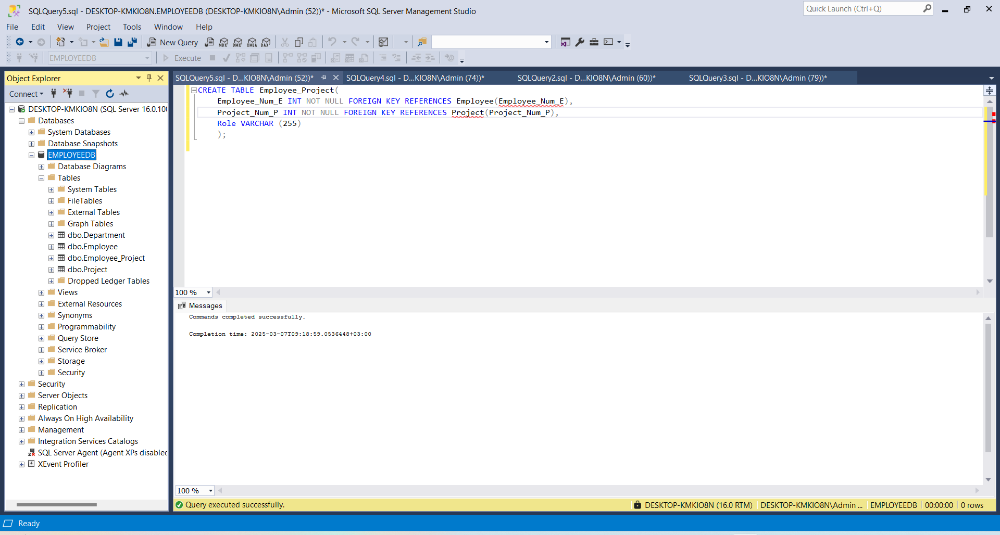 SQLQuery5.sql - DESKTOP-KMKIO8N.EMPLOYEEDB (DESKTOP-KMKIO8N\Admin (52))* - Microsoft SQL Server Management Studio
Quick Launch (Ctrl+Q)
File Edit View Project Tools Window Help
New Query MDX DMX XMLA DAX
EMPLOYEEDB Execute
Object Explorer
Connect
DESKTOP-KMKIO8N (SQL Server 16.0.100
Databases
System Databases
Database Snapshots
EMPLOYEEDB
Database Diagrams
Tables
System Tables
FileTables
External Tables
Graph Tables
dbo.Department
dbo.Employee
dbo.Employee_Project
dbo.Project
Dropped Ledger Tables
Views
External Resources
Synonyms
Programmability
Query Store
Service Broker
Storage
Security
Security
Server Objects
Replication
Always On High Availability
Management
Integration Services Catalogs
SQL Server Agent (Agent XPs disabled
XEvent Profiler
SQLQuery5.sql - D...KIO8N\Admin (52))* SQLQuery4.sql - D...KIO8N\Admin (74))* SQLQuery2.sql - D...KIO8N\Admin (60))* SQLQuery3.sql - D...KIO8N\Admin (79))*
CREATE TABLE Employee_Project(
Employee_Num_E INT NOT NULL FOREIGN KEY REFERENCES Employee(Employee_Num_E),
Project_Num_P INT NOT NULL FOREIGN KEY REFERENCES Project(Project_Num_P),
Role VARCHAR (255)
);
100 %
Messages
Commands completed successfully.
Completion time: 2025-03-07T09:18:59.0536448+03:00
100 %
Query executed successfully. DESKTOP-KMKIO8N (16.0 RTM) DESKTOP-KMKIO8N\Admin ... EMPLOYEEDB 00:00:00 0 rows
Ready